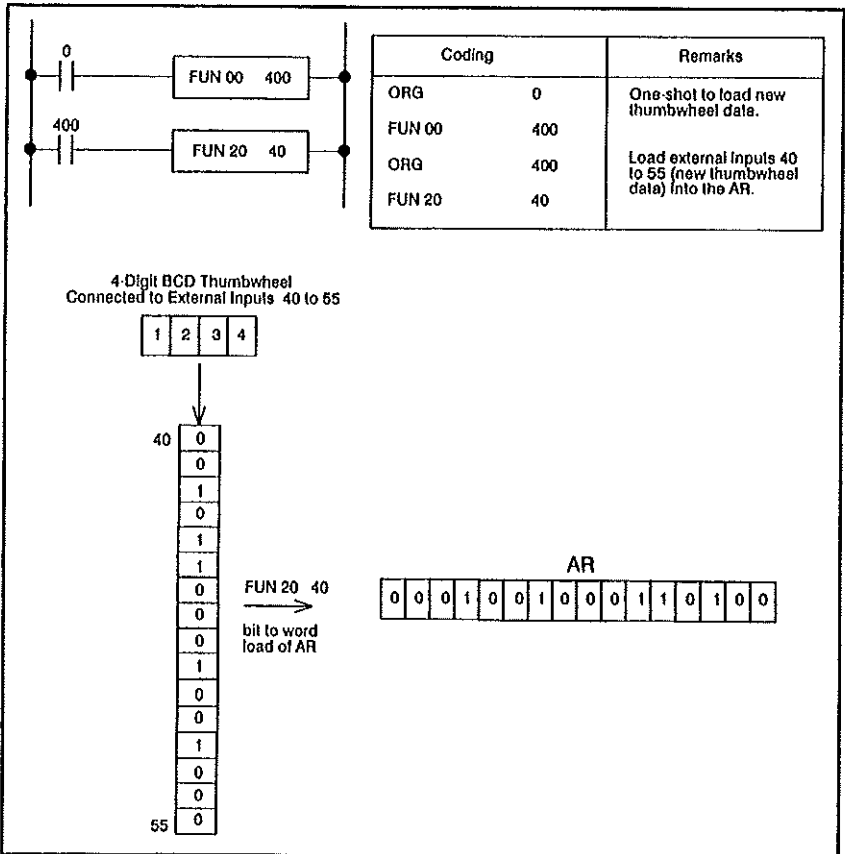 0
FUN 00 400
400
FUN 20 40
Coding Remarks
ORG 0 One-shot to load new
thumbwheel data.
FUN 00 400
ORG 400 Load external inputs 40
to 55 (new thumbwheel
data) into the AR.
FUN 20 40
4-Digit BCD Thumbwheel
Connected to External Inputs 40 to 55
1 2 3 4
40 0
0
1
0
1
1
0
0
0
1
0
0
1
0
0
55 0
FUN 20 40
bit to word
load of AR
AR
0 0 0 1 0 0 1 0 0 0 1 1 0 1 0 0